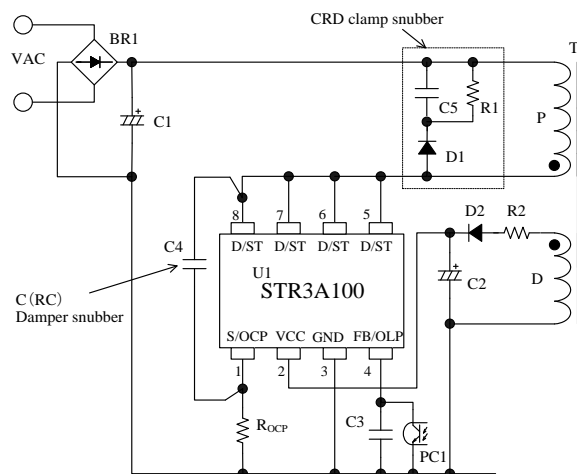 CRD clamp snubber
BR1
VAC
T
C1
C5
R1
P
D1
8
7
6
5
D2
R2
C4
D/ST
D/ST
D/ST
D/ST
U1
STR3A100
C2
D
C(RC)
Damper snubber
S/OCP
VCC
GND
FB/OLP
1
2
3
4
ROCP
C3
PC1